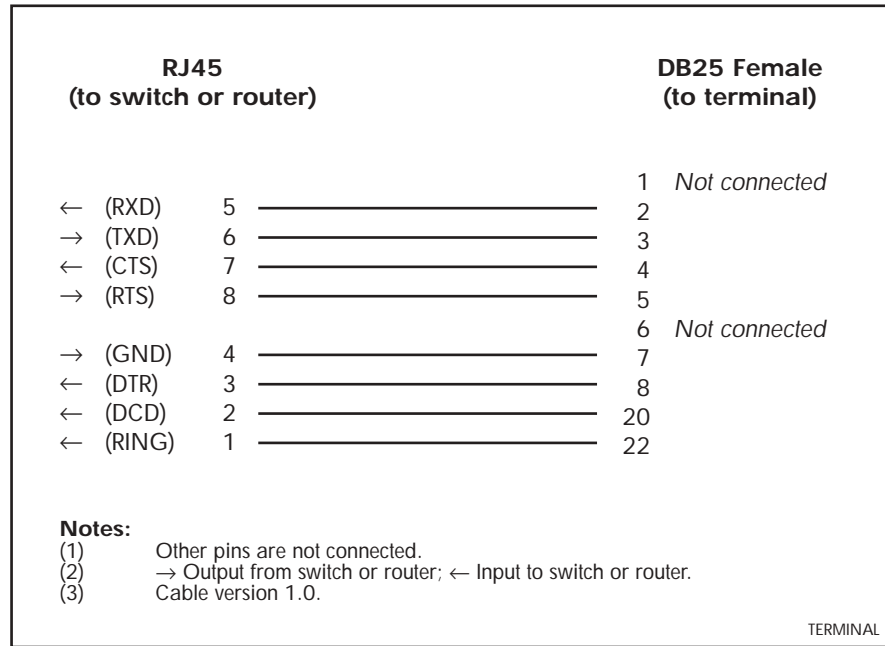 RJ45
(to switch or router)
DB25 Female
(to terminal)
1 Not connected
← (RXD) 5 2
→ (TXD) 6 3
← (CTS) 7 4
→ (RTS) 8 5
6 Not connected
→ (GND) 4 7
← (DTR) 3 8
← (DCD) 2 20
← (RING) 1 22
Notes:
(1) Other pins are not connected.
(2) → Output from switch or router; ← Input to switch or router.
(3) Cable version 1.0.
TERMINAL